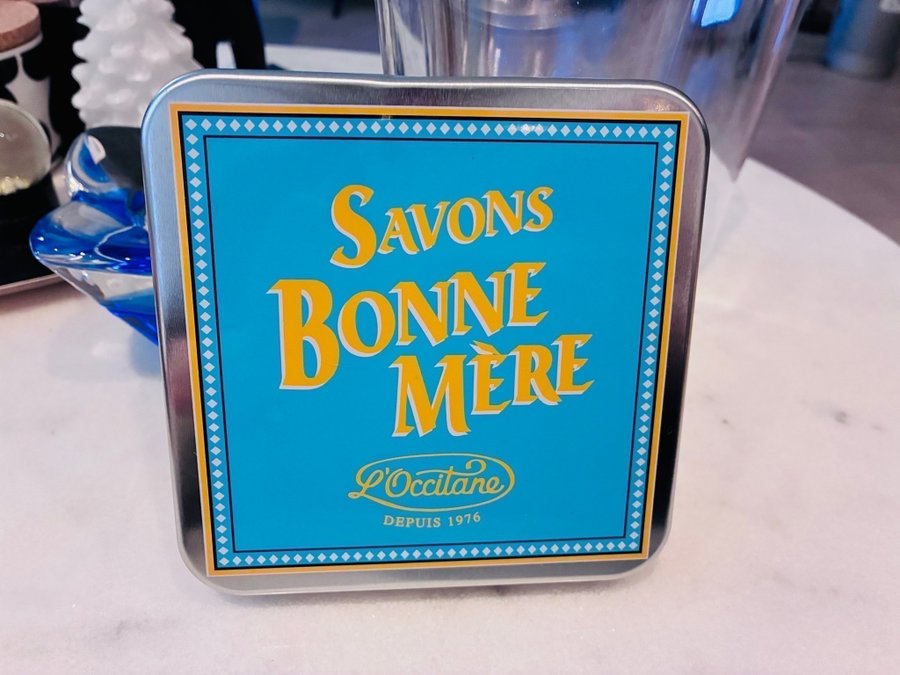 SAVONS
BONNE
MÈRE
L'Occitane
DEPUIS 1976